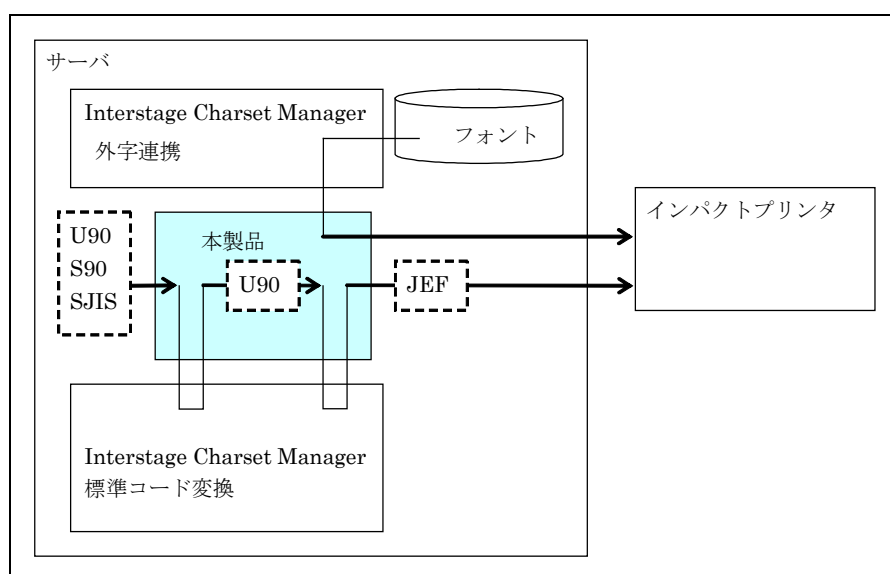 サーバ
Interstage Charset Manager
外字連携
フォント
インパクトプリンタ
U90
S90
SJIS
本製品
U90
JEF
Interstage Charset Manager
標準コード変換